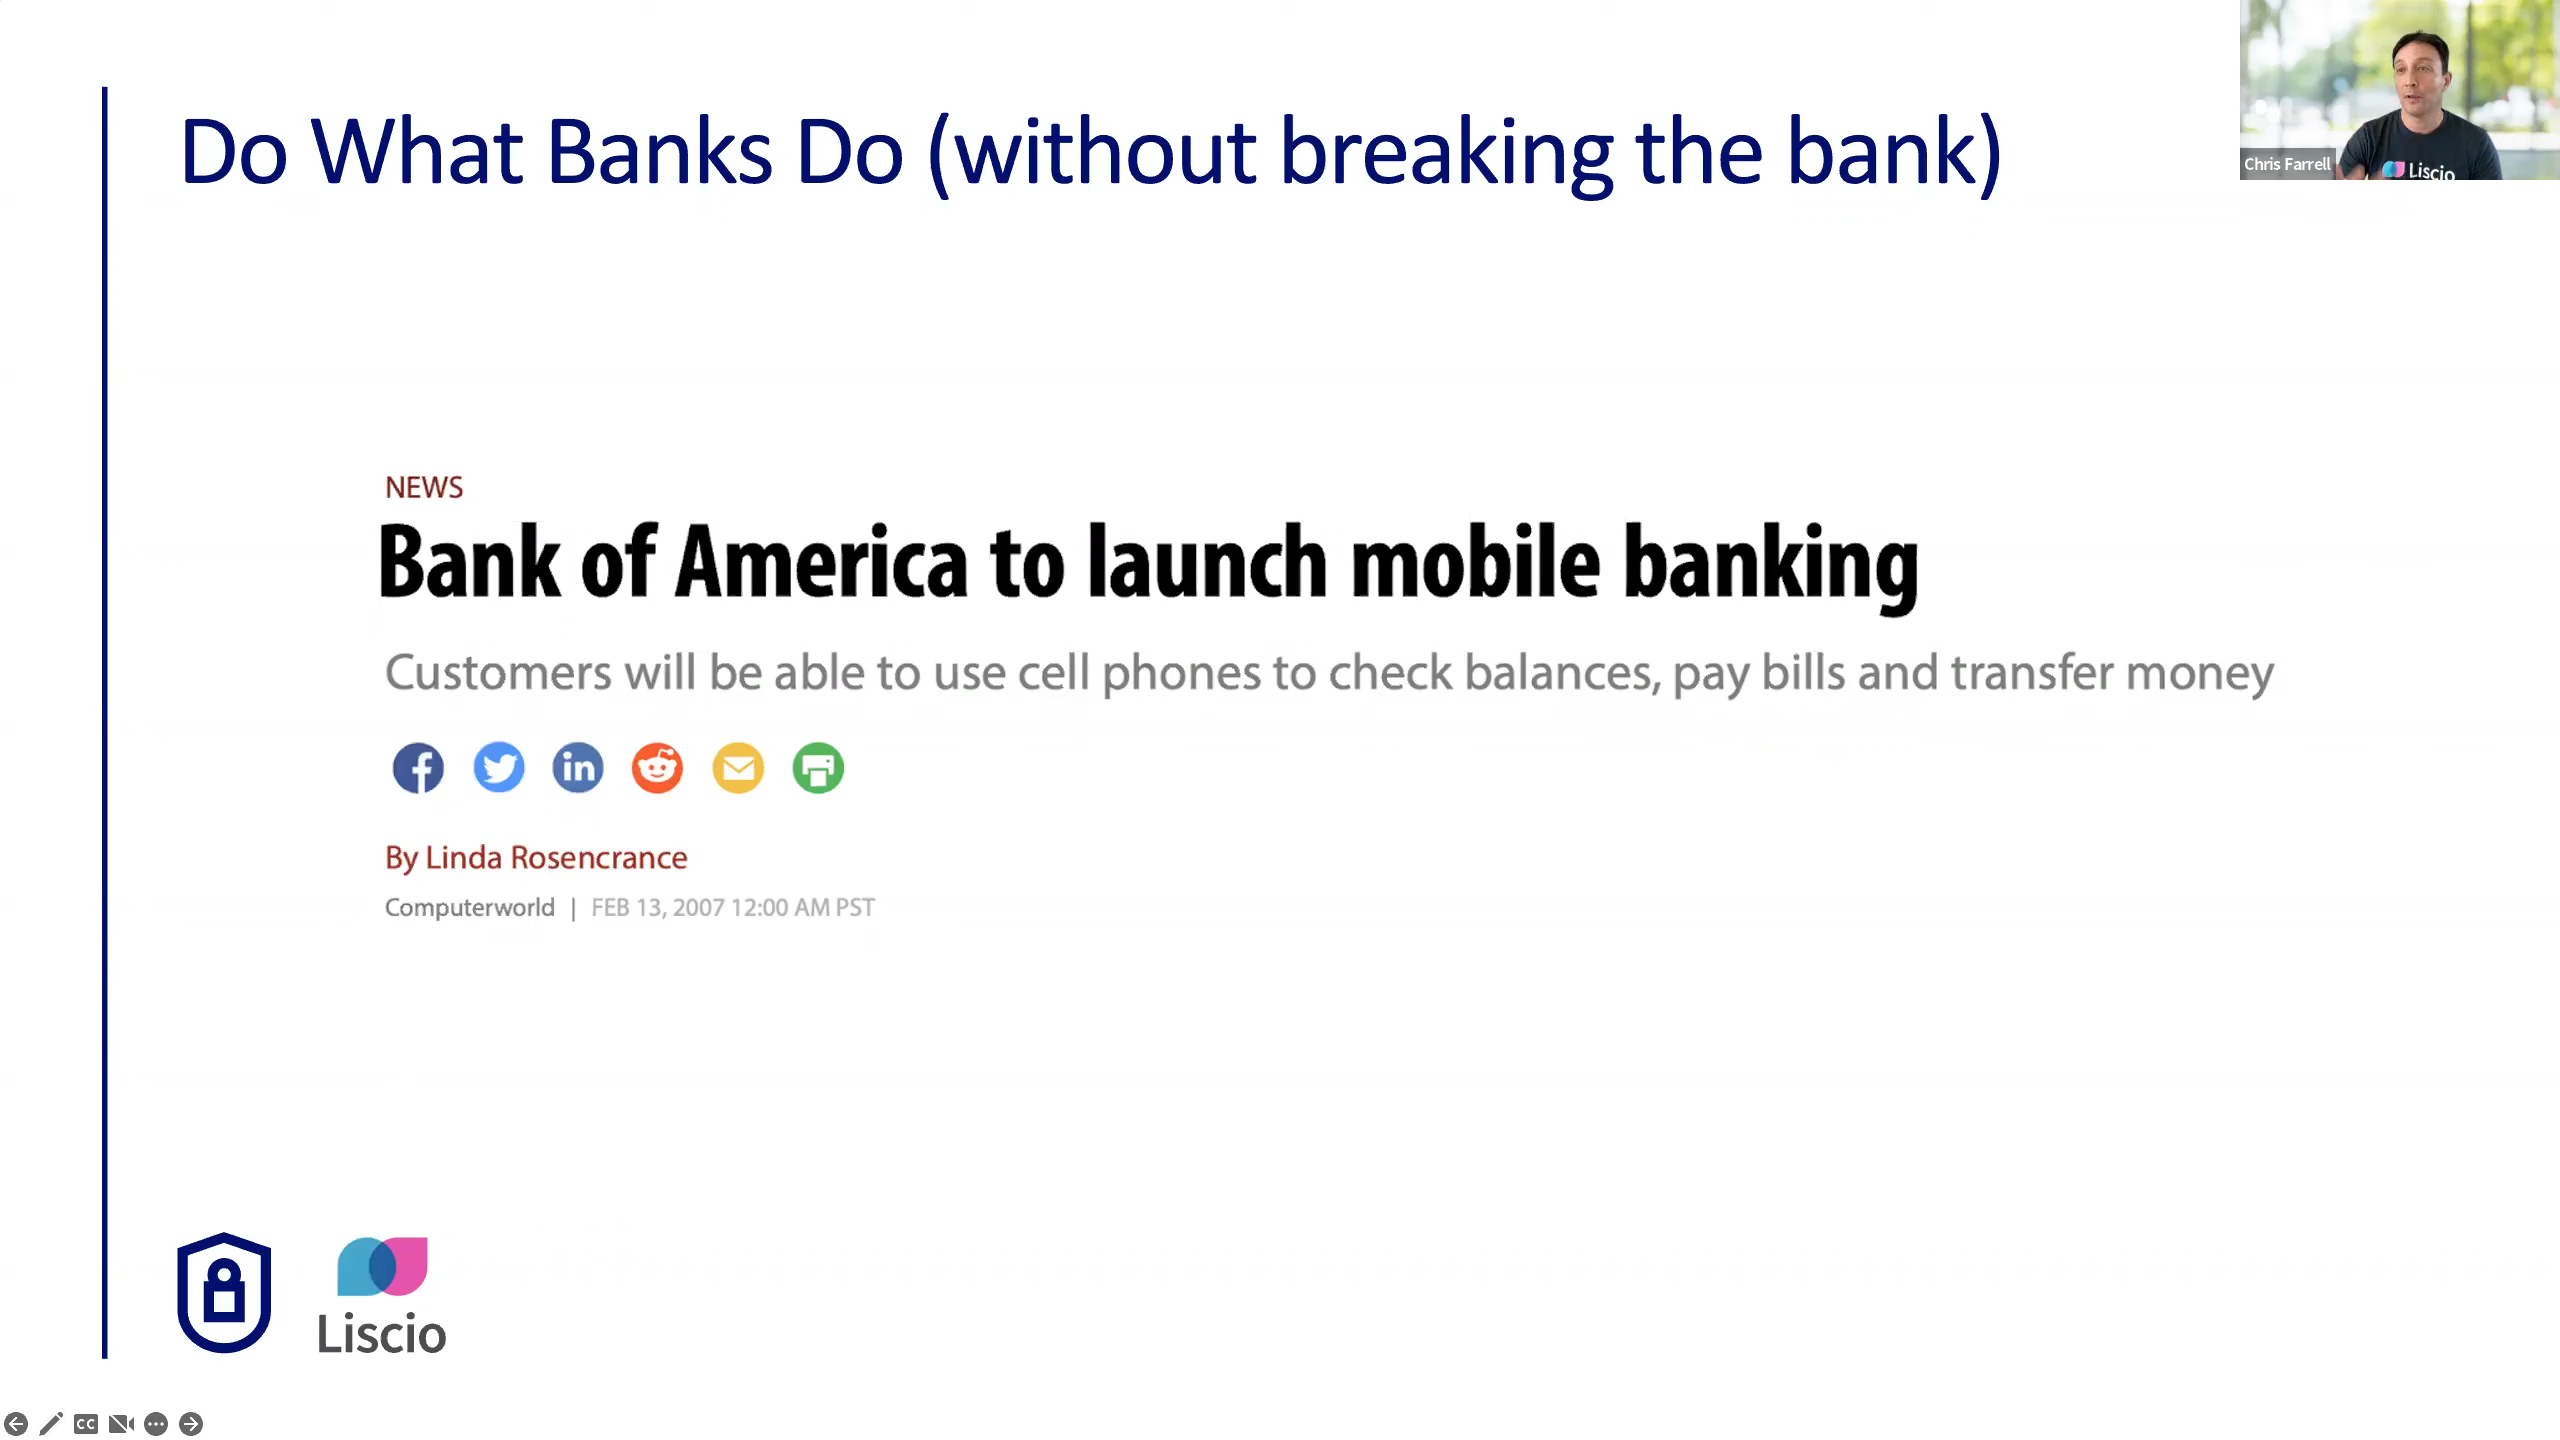 Do What Banks Do (without breaking the bank)
Chris Farrell
Liscio
NEWS
Bank of America to launch mobile banking
Customers will be able to use cell phones to check balances, pay bills and transfer money
in
By Linda Rosencrance
Computerworld | FEB 13, 2007 12:00 AM PST
Liscio
CC